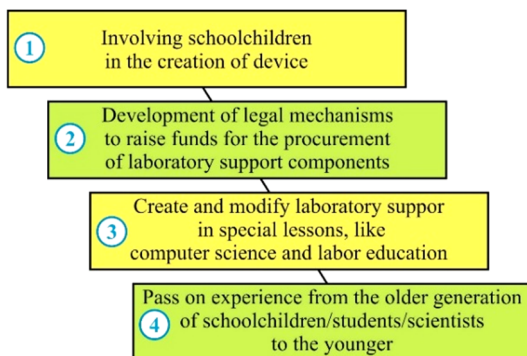 1
Involving schoolchildren
in the creation of device
2
Development of legal mechanisms
to raise funds for the procurement
of laboratory support components
3
Create and modify laboratory suppor
in special lessons, like
computer science and labor education
4
Pass on experience from the older generation
of schoolchildren/students/scientists
to the younger